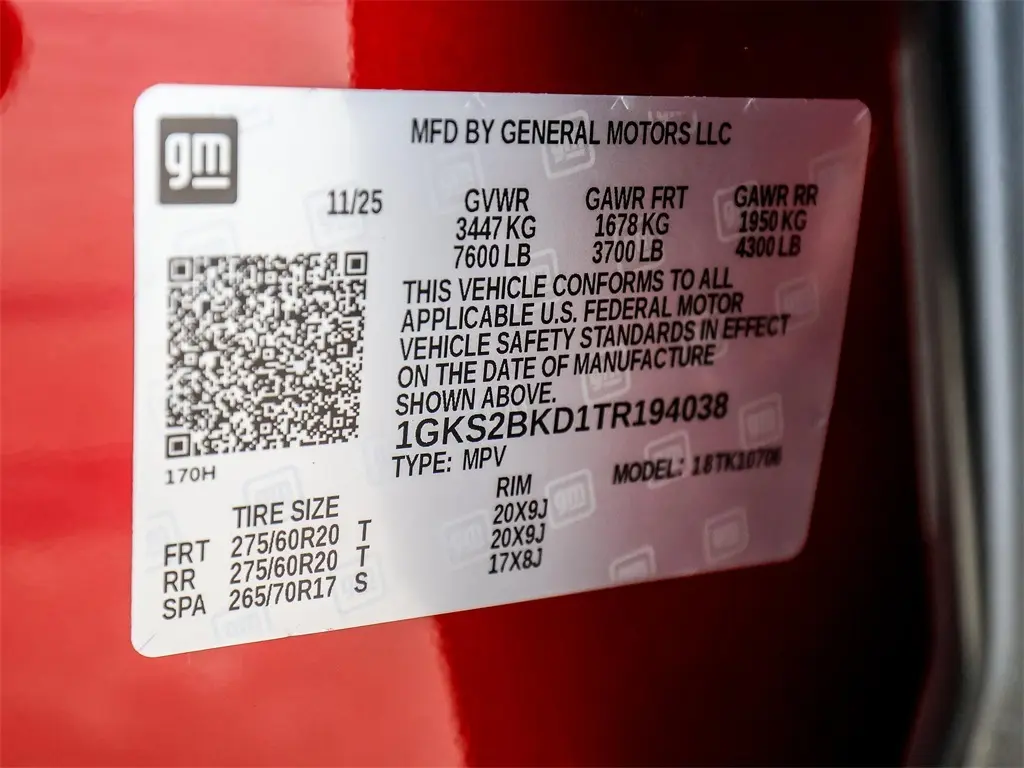 gm
MFD BY GENERAL MOTORS LLC
11/25 GVWR GAWR FRT GAWR RR
3447 KG 1678 KG 1950 KG
7600 LB 3700 LB 4300 LB
THIS VEHICLE CONFORMS TO ALL
APPLICABLE U.S. FEDERAL MOTOR
VEHICLE SAFETY STANDARDS IN EFFECT
ON THE DATE OF MANUFACTURE
SHOWN ABOVE.
1GKS2BKD1TR194038
170H
TYPE: MPV MODEL: 18TK10706
TIRE SIZE RIM
FRT 275/60R20 T 20X9J
RR 275/60R20 T 20X9J
SPA 265/70R17 S 17X8J